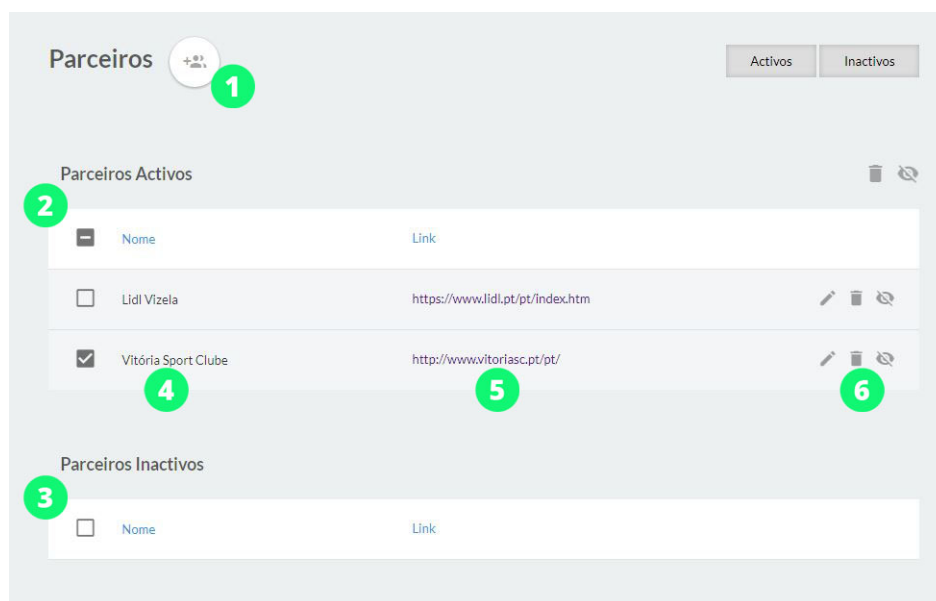 Parceiros
1
Activos
Inactivos
Parceiros Activos
2
Nome Link
Lidl Vizela https://www.lidl.pt/pt/index.htm
Vitória Sport Clube http://www.vitoriasc.pt/pt/
4 5 6
Parceiros Inactivos
3
Nome Link